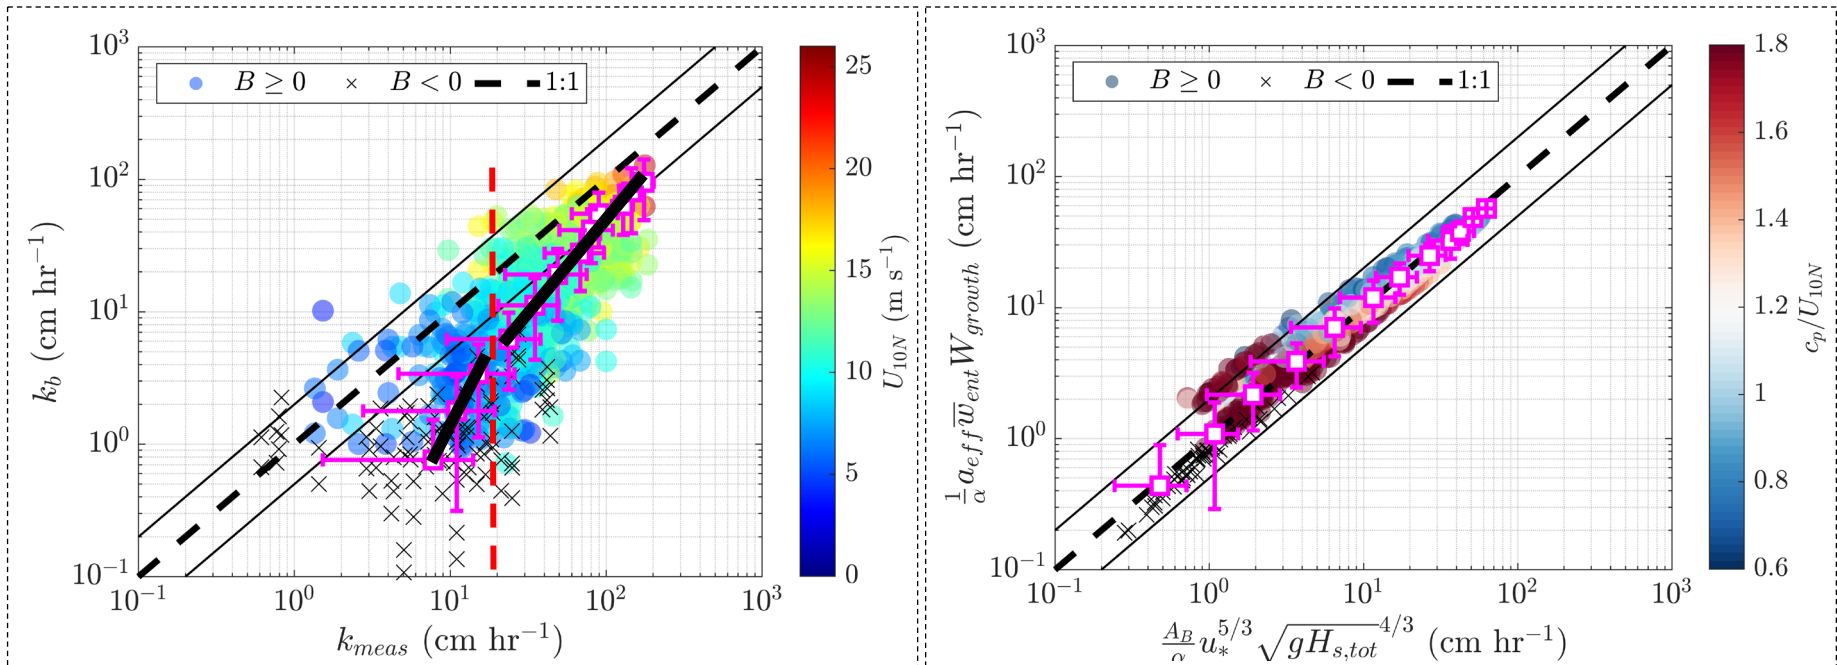 10³
10²
10¹
10⁰
10⁻¹
k_b (cm hr⁻¹)
B ≥ 0 × B < 0 1:1
10⁻¹ 10⁰ 10¹ 10² 10³
k_meas (cm hr⁻¹)
25
20
15
10
5
0
U_10N (m s⁻¹)
10³
10²
10¹
10⁰
10⁻¹
1/α a_eff w̅_ent W_growth (cm hr⁻¹)
B ≥ 0 × B < 0 1:1
10⁻¹ 10⁰ 10¹ 10² 10³
A_B/α u_*^5/3 √gH_s,tot^4/3 (cm hr⁻¹)
1.8
1.6
1.4
1.2
1
0.8
0.6
c_p/U_10N